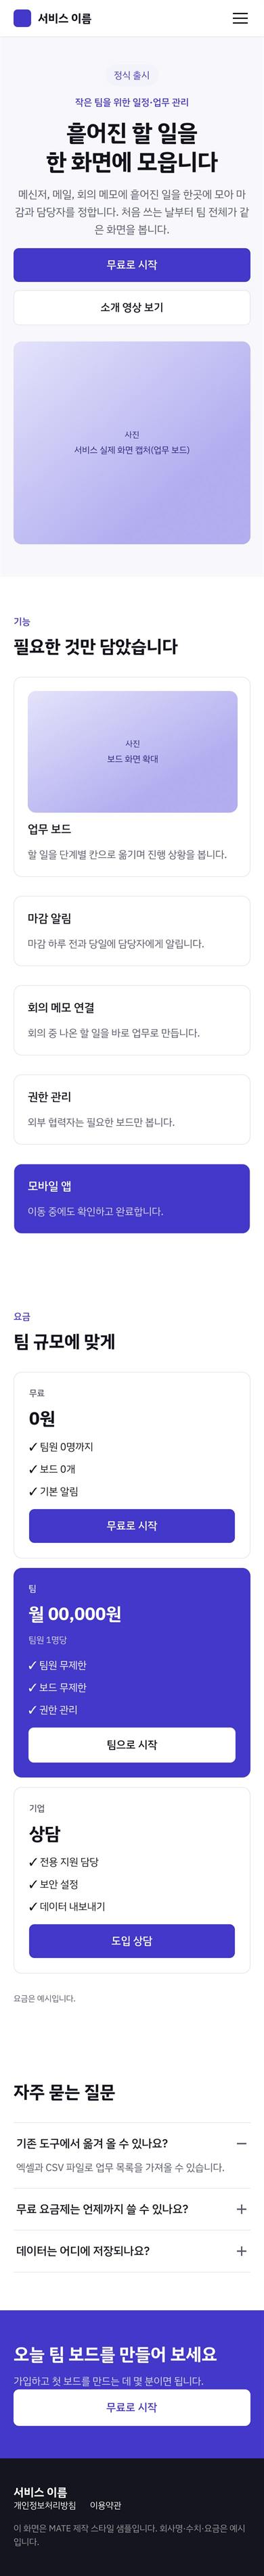 서비스 이름
정식 출시
작은 팀을 위한 일정·업무 관리
흩어진 할 일을
한 화면에 모읍니다
메신저, 메일, 회의 메모에 흩어진 일을 한곳에 모아 마
감과 담당자를 정합니다. 처음 쓰는 날부터 팀 전체가 같
은 화면을 봅니다.
무료로 시작
소개 영상 보기
사진
서비스 실제 화면 캡처(업무 보드)
기능
필요한 것만 담았습니다
사진
보드 화면 확대
업무 보드
할 일을 단계별 칸으로 옮기며 진행 상황을 봅니다.
마감 알림
마감 하루 전과 당일에 담당자에게 알립니다.
회의 메모 연결
회의 중 나온 할 일을 바로 업무로 만듭니다.
권한 관리
외부 협력자는 필요한 보드만 봅니다.
모바일 앱
이동 중에도 확인하고 완료합니다.
요금
팀 규모에 맞게
무료
0원
✓ 팀원 0명까지
✓ 보드 0개
✓ 기본 알림
무료로 시작
팀
월 00,000원
팀원 1명당
✓ 팀원 무제한
✓ 보드 무제한
✓ 권한 관리
팀으로 시작
기업
상담
✓ 전용 지원 담당
✓ 보안 설정
✓ 데이터 내보내기
도입 상담
요금은 예시입니다.
자주 묻는 질문
기존 도구에서 옮겨 올 수 있나요?
엑셀과 CSV 파일로 업무 목록을 가져올 수 있습니다.
무료 요금제는 언제까지 쓸 수 있나요?
데이터는 어디에 저장되나요?
오늘 팀 보드를 만들어 보세요
가입하고 첫 보드를 만드는 데 몇 분이면 됩니다.
무료로 시작
서비스 이름
개인정보처리방침 이용약관
이 화면은 MATE 제작 스타일 샘플입니다. 회사명·수치·요금은 예시
입니다.